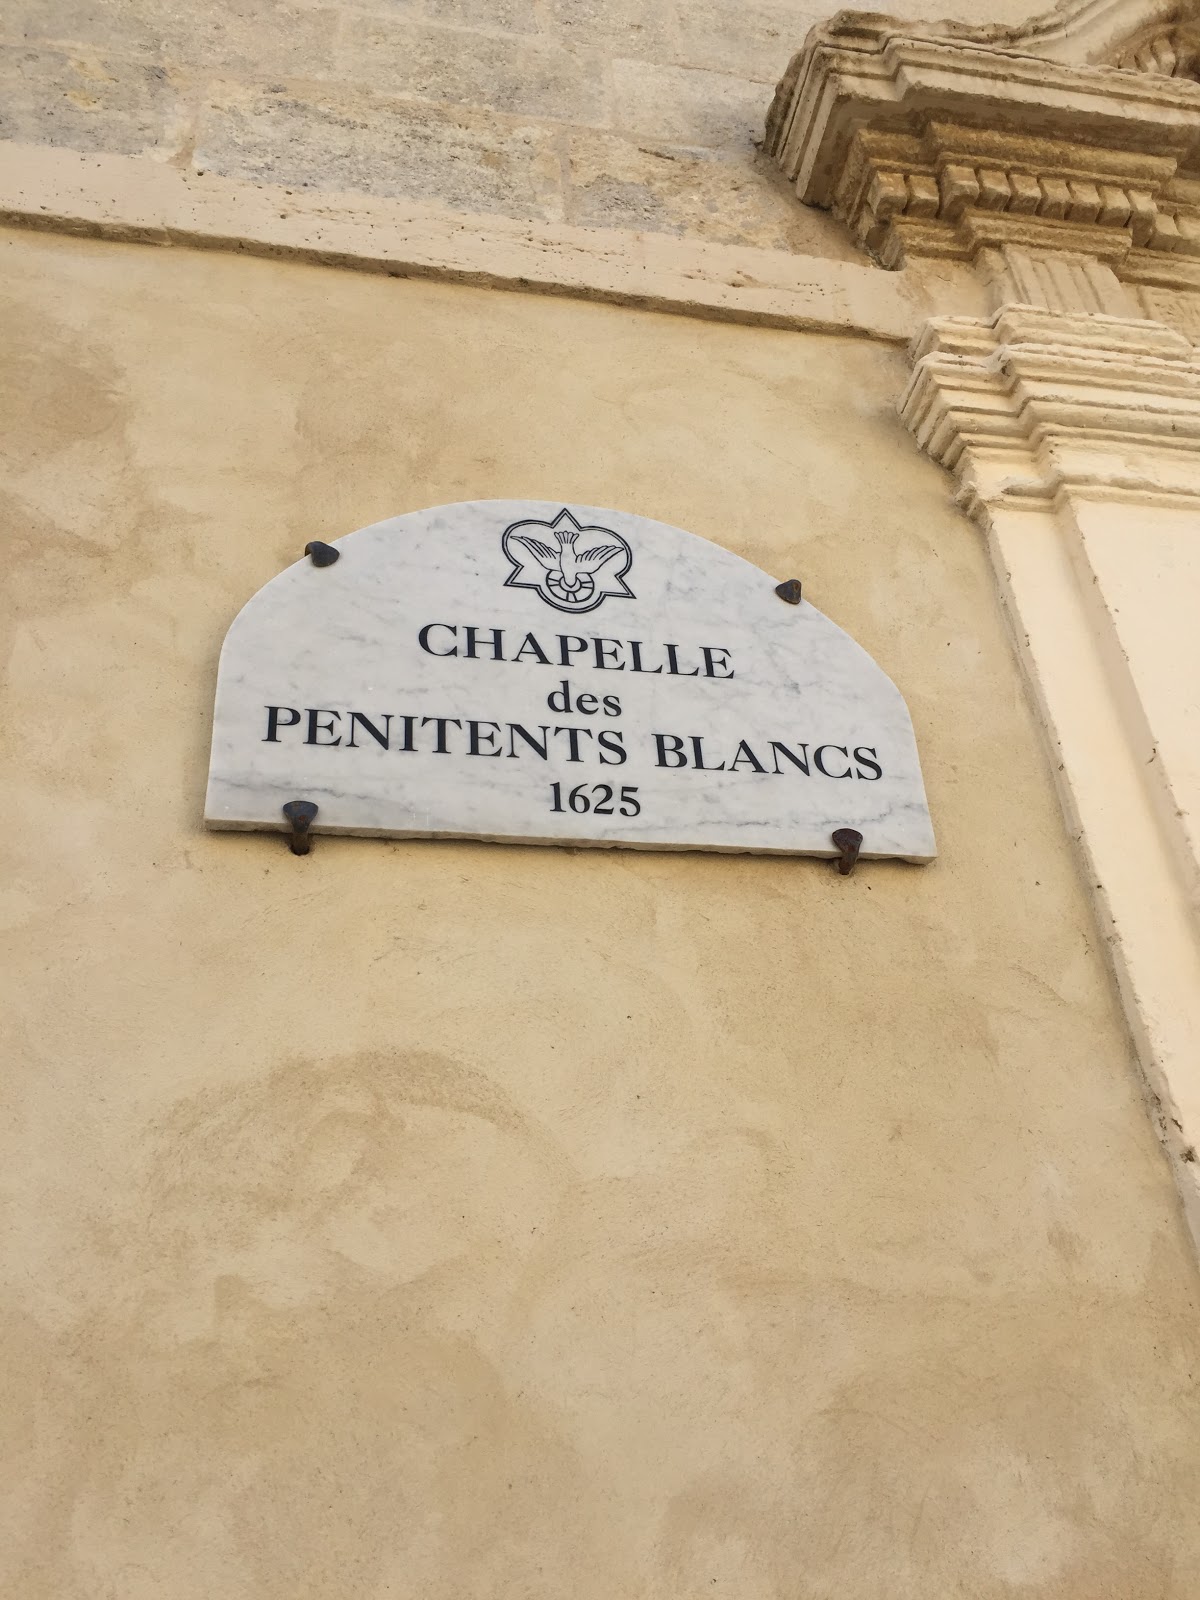 CHAPELLE
des
PENITENTS BLANCS
1625